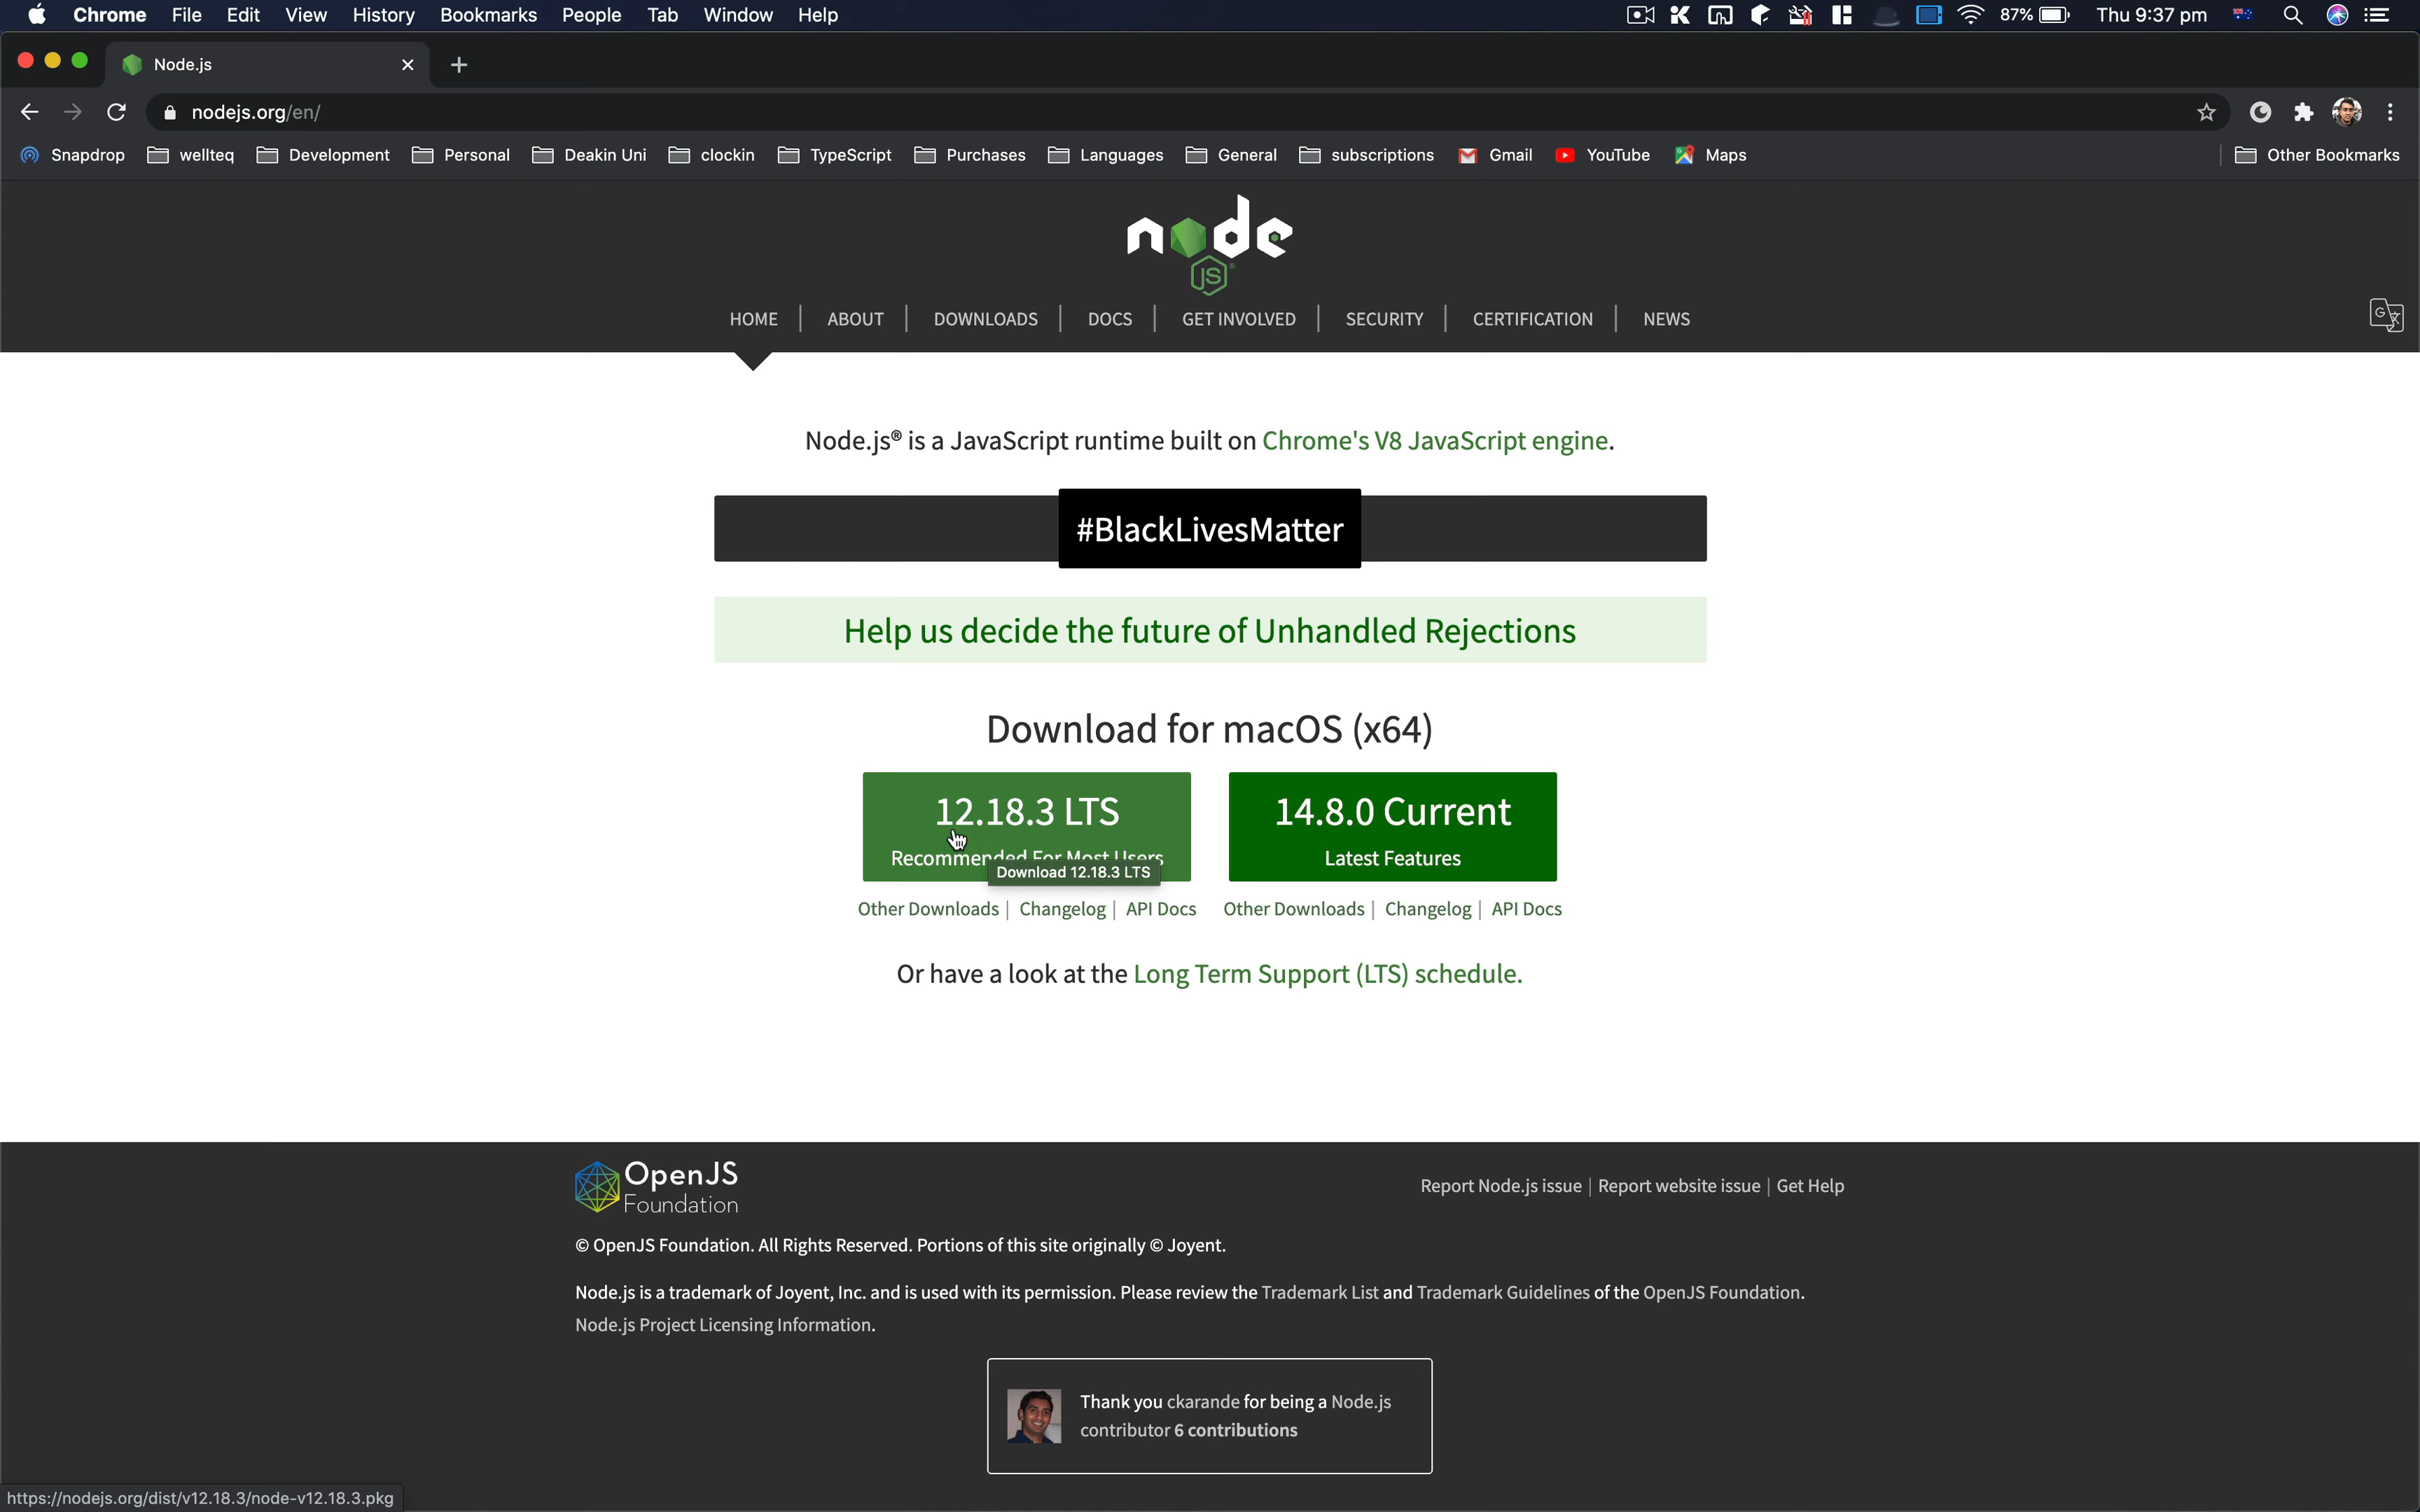 Chrome File Edit View History Bookmarks People Tab Window Help 87% Thu 9:37 pm
Node.js
nodejs.org/en/
Snapdrop wellteq Development Personal Deakin Uni clockin TypeScript Purchases Languages General subscriptions Gmail YouTube Maps Other Bookmarks
node
JS
HOME ABOUT DOWNLOADS DOCS GET INVOLVED SECURITY CERTIFICATION NEWS
Node.js® is a JavaScript runtime built on Chrome's V8 JavaScript engine.
#BlackLivesMatter
Help us decide the future of Unhandled Rejections
Download for macOS (x64)
12.18.3 LTS
Recommended For Most Users
Download 12.18.3 LTS
14.8.0 Current
Latest Features
Other Downloads | Changelog | API Docs
Other Downloads | Changelog | API Docs
Or have a look at the Long Term Support (LTS) schedule.
OpenJS
Foundation
Report Node.js issue | Report website issue | Get Help
© OpenJS Foundation. All Rights Reserved. Portions of this site originally © Joyent.
Node.js is a trademark of Joyent, Inc. and is used with its permission. Please review the Trademark List and Trademark Guidelines of the OpenJS Foundation.
Node.js Project Licensing Information.
Thank you ckarande for being a Node.js
contributor 6 contributions
https://nodejs.org/dist/v12.18.3/node-v12.18.3.pkg